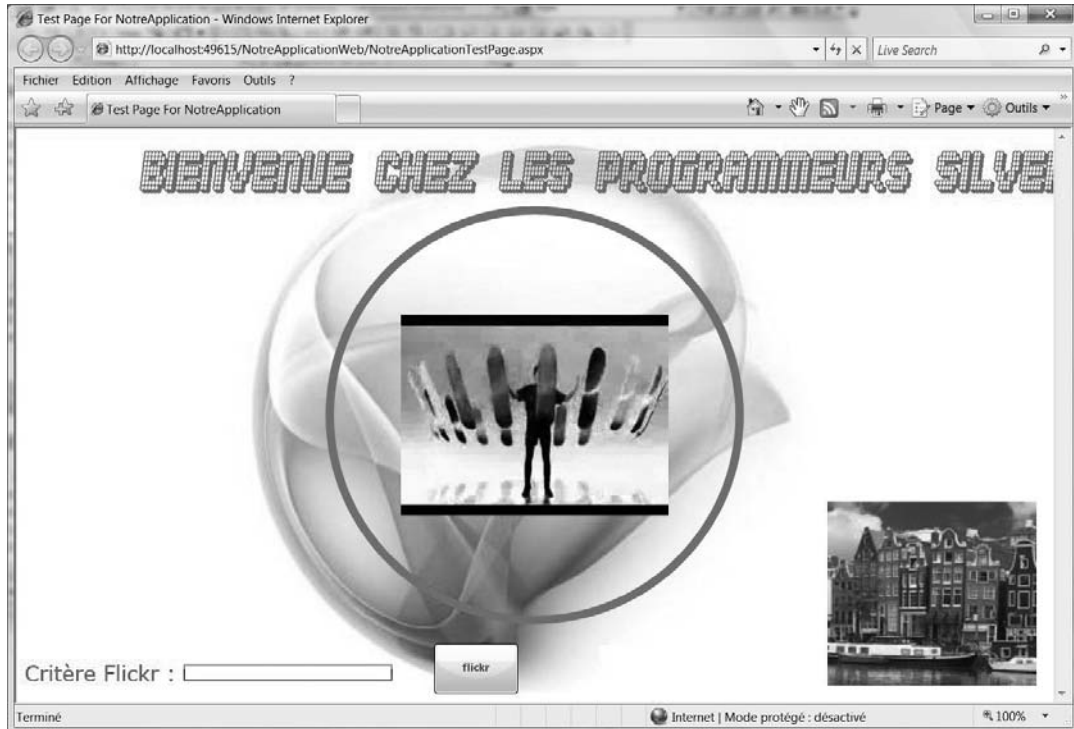 Test Page For NotreApplication - Windows Internet Explorer
http://localhost:49615/NotreApplicationWeb/NotreApplicationTestPage.aspx
Live Search
Fichier Edition Affichage Favoris Outils ?
Test Page For NotreApplication
Page
Outils
BIENVENUE CHEZ LES PROGRAMMEURS SILVE
Critère Flickr :
flickr
Terminé
Internet | Mode protégé : désactivé
100%